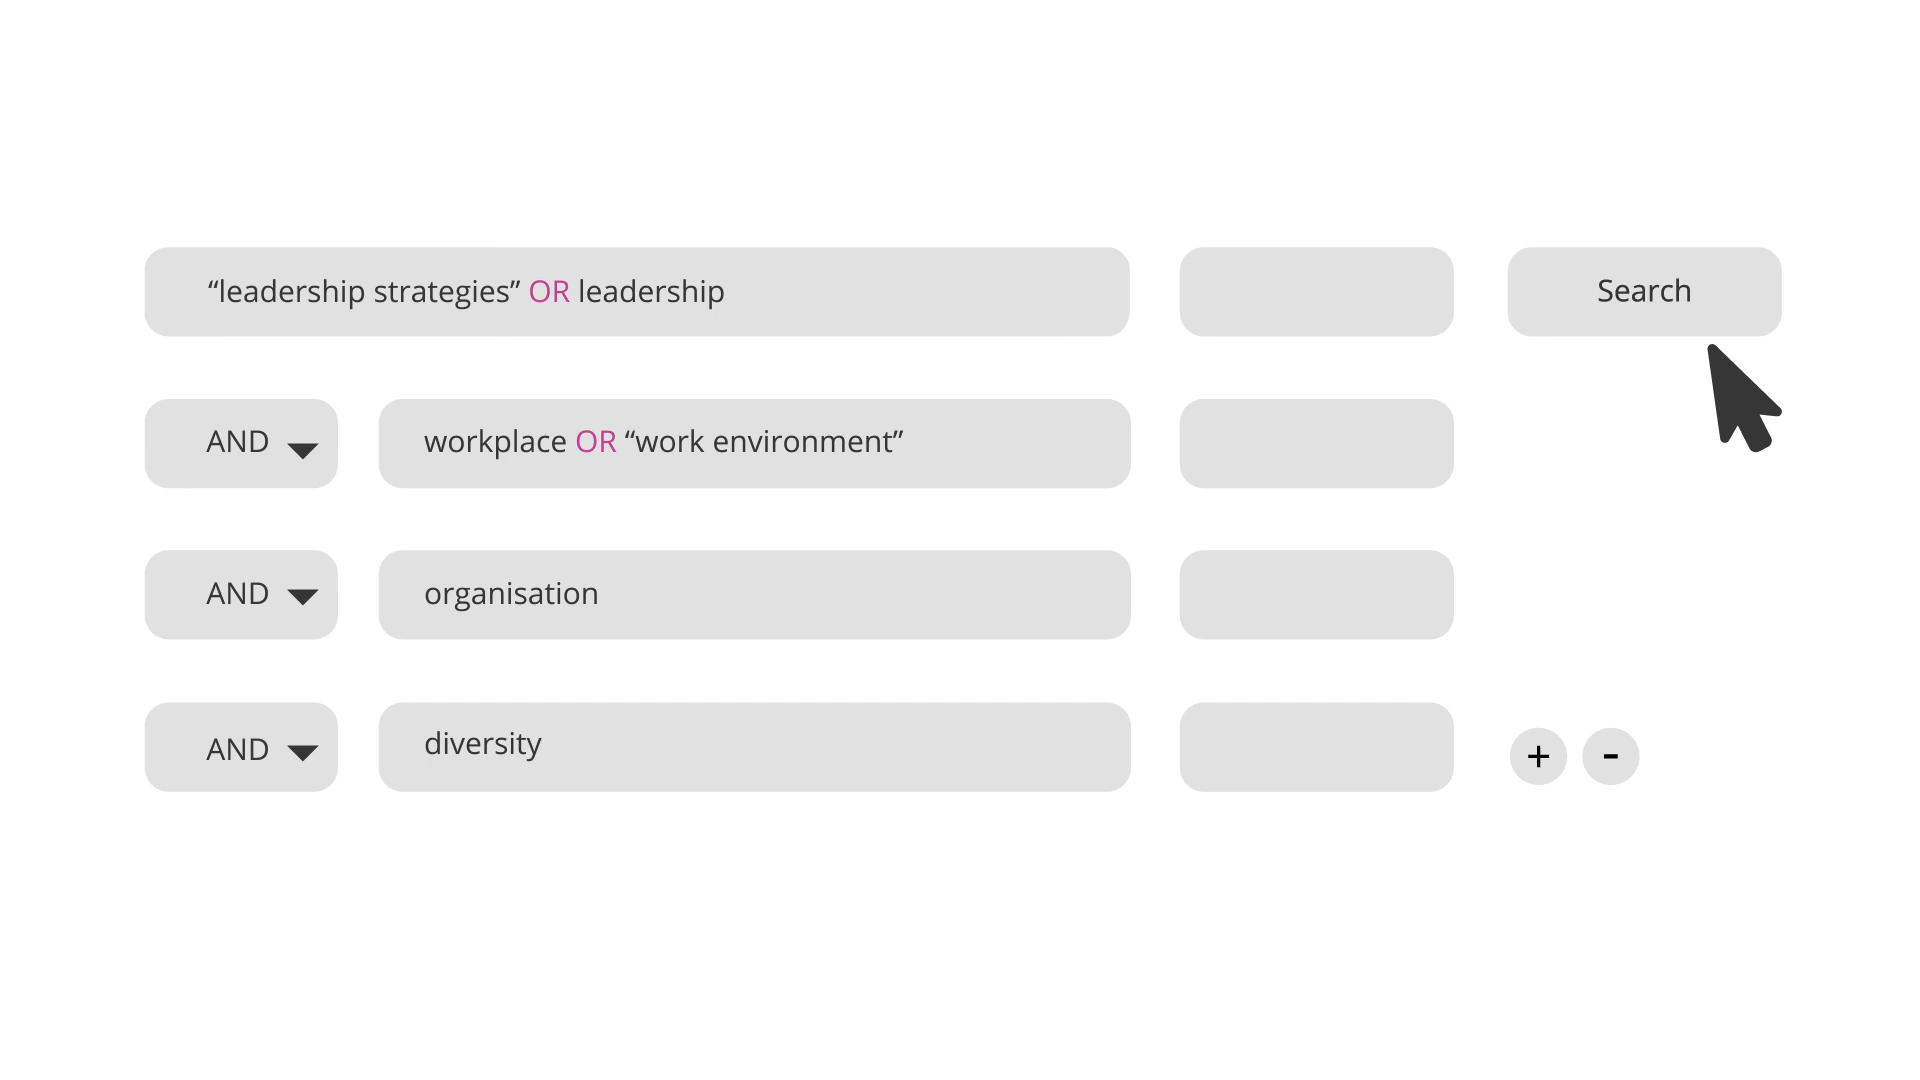 “leadership strategies” OR leadership
Search
AND
workplace OR “work environment”
AND
organisation
AND
diversity
+
-